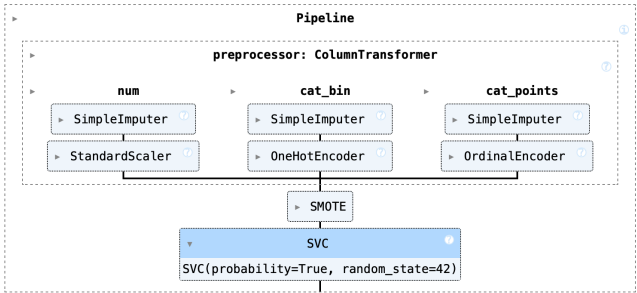 Pipeline
preprocessor: ColumnTransformer
num cat_bin cat_points
SimpleImputer ? SimpleImputer ? SimpleImputer ?
StandardScaler ? OneHotEncoder ? OrdinalEncoder ?
SMOTE
SVC ?
SVC(probability=True, random_state=42)